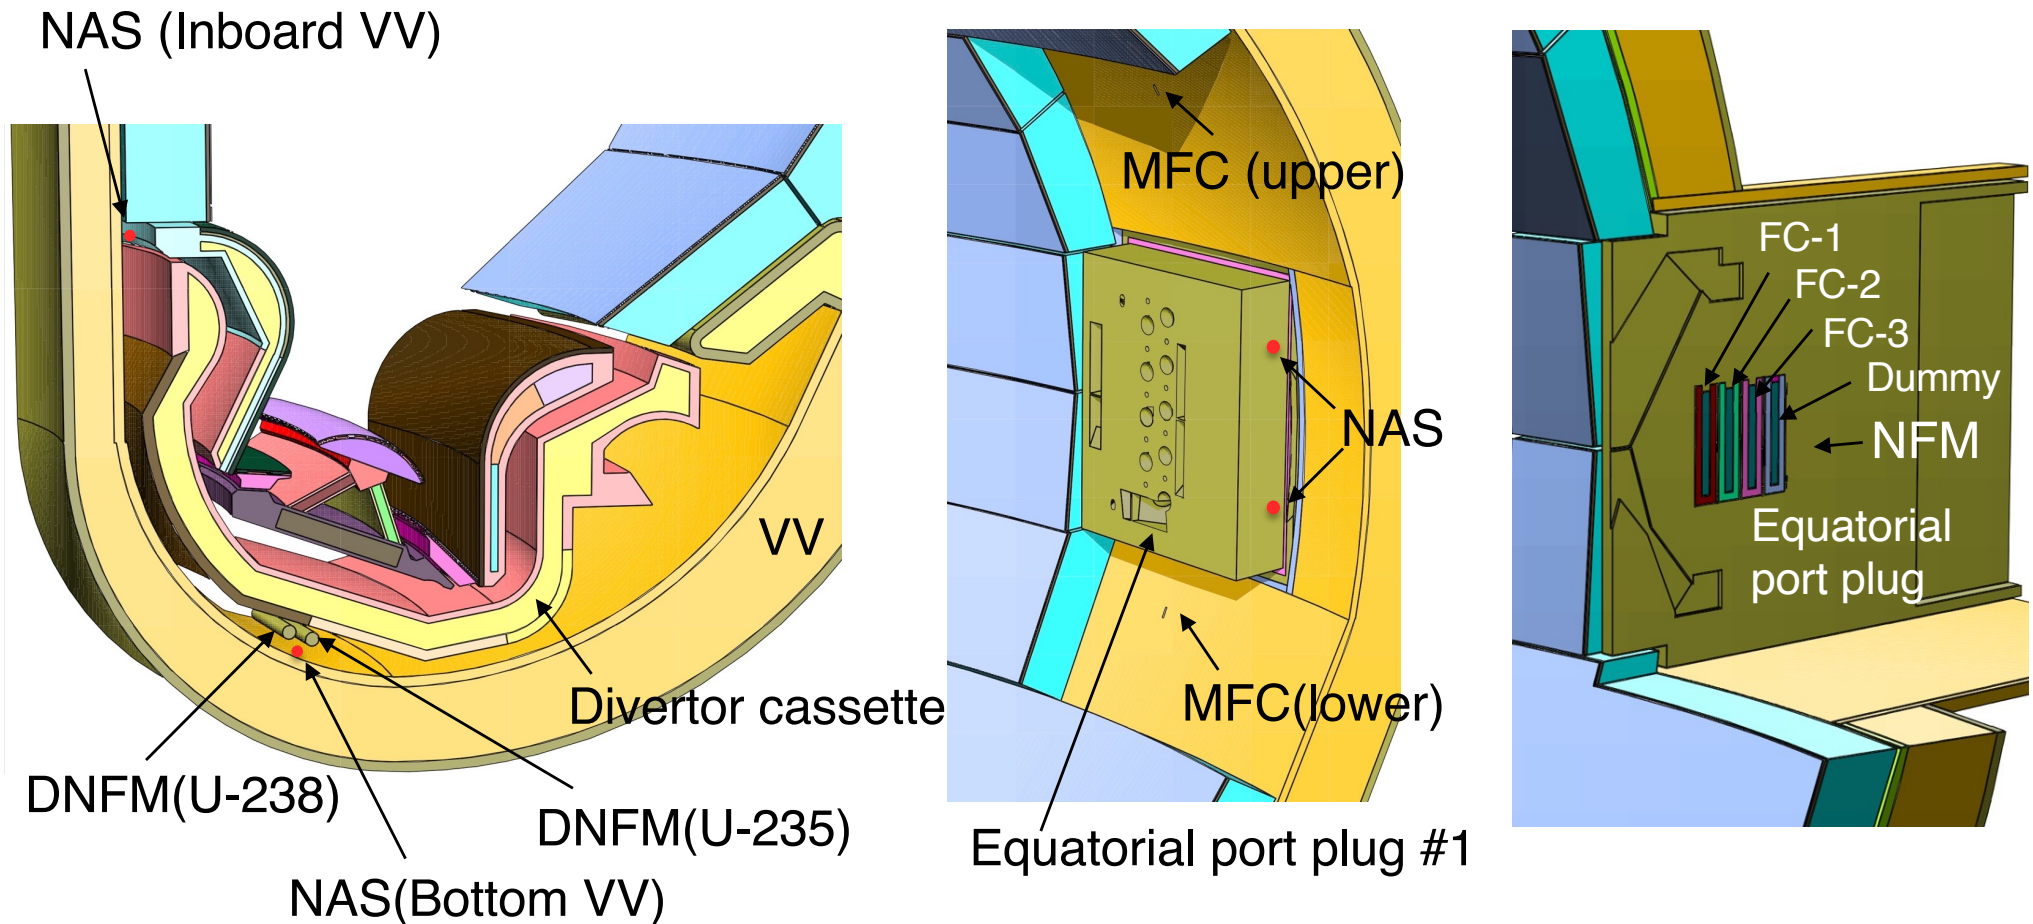 NAS (Inboard VV)
VV
Divertor cassette
DNFM(U-238)
DNFM(U-235)
NAS(Bottom VV)
MFC (upper)
NAS
MFC(lower)
Equatorial port plug #1
FC-1
FC-2
FC-3
Dummy
NFM
Equatorial
port plug